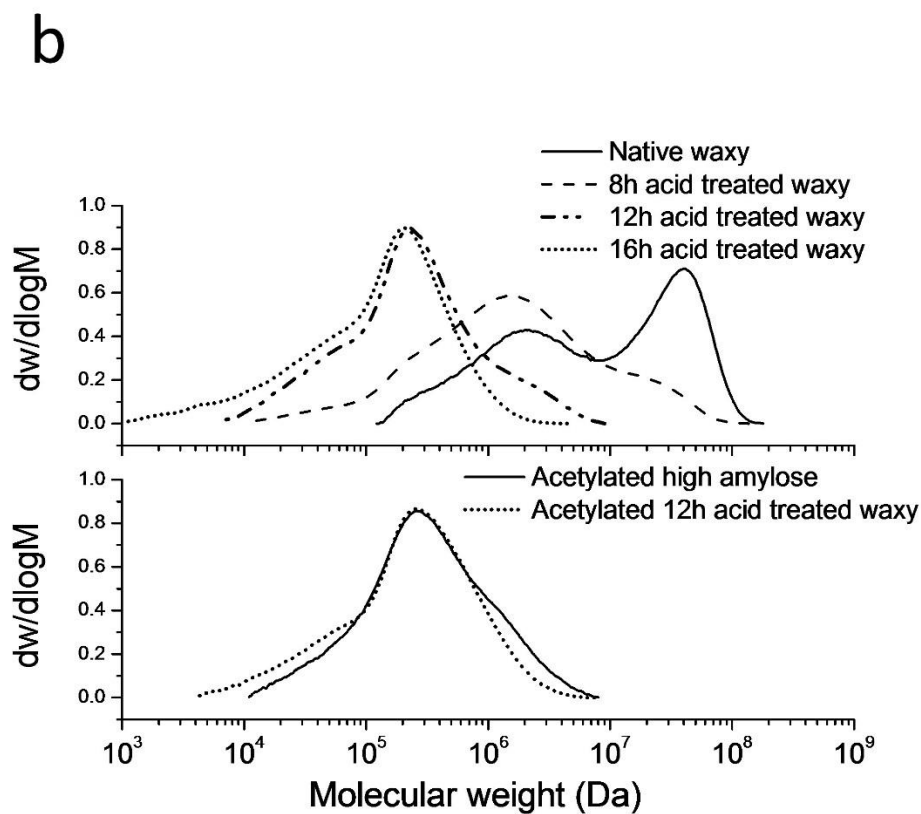 b
Native waxy
8h acid treated waxy
12h acid treated waxy
16h acid treated waxy
dw/dlogM
1.0
0.8
0.6
0.4
0.2
0.0
Acetylated high amylose
Acetylated 12h acid treated waxy
dw/dlogM
1.0
0.8
0.6
0.4
0.2
0.0
10³ 10⁴ 10⁵ 10⁶ 10⁷ 10⁸ 10⁹
Molecular weight (Da)